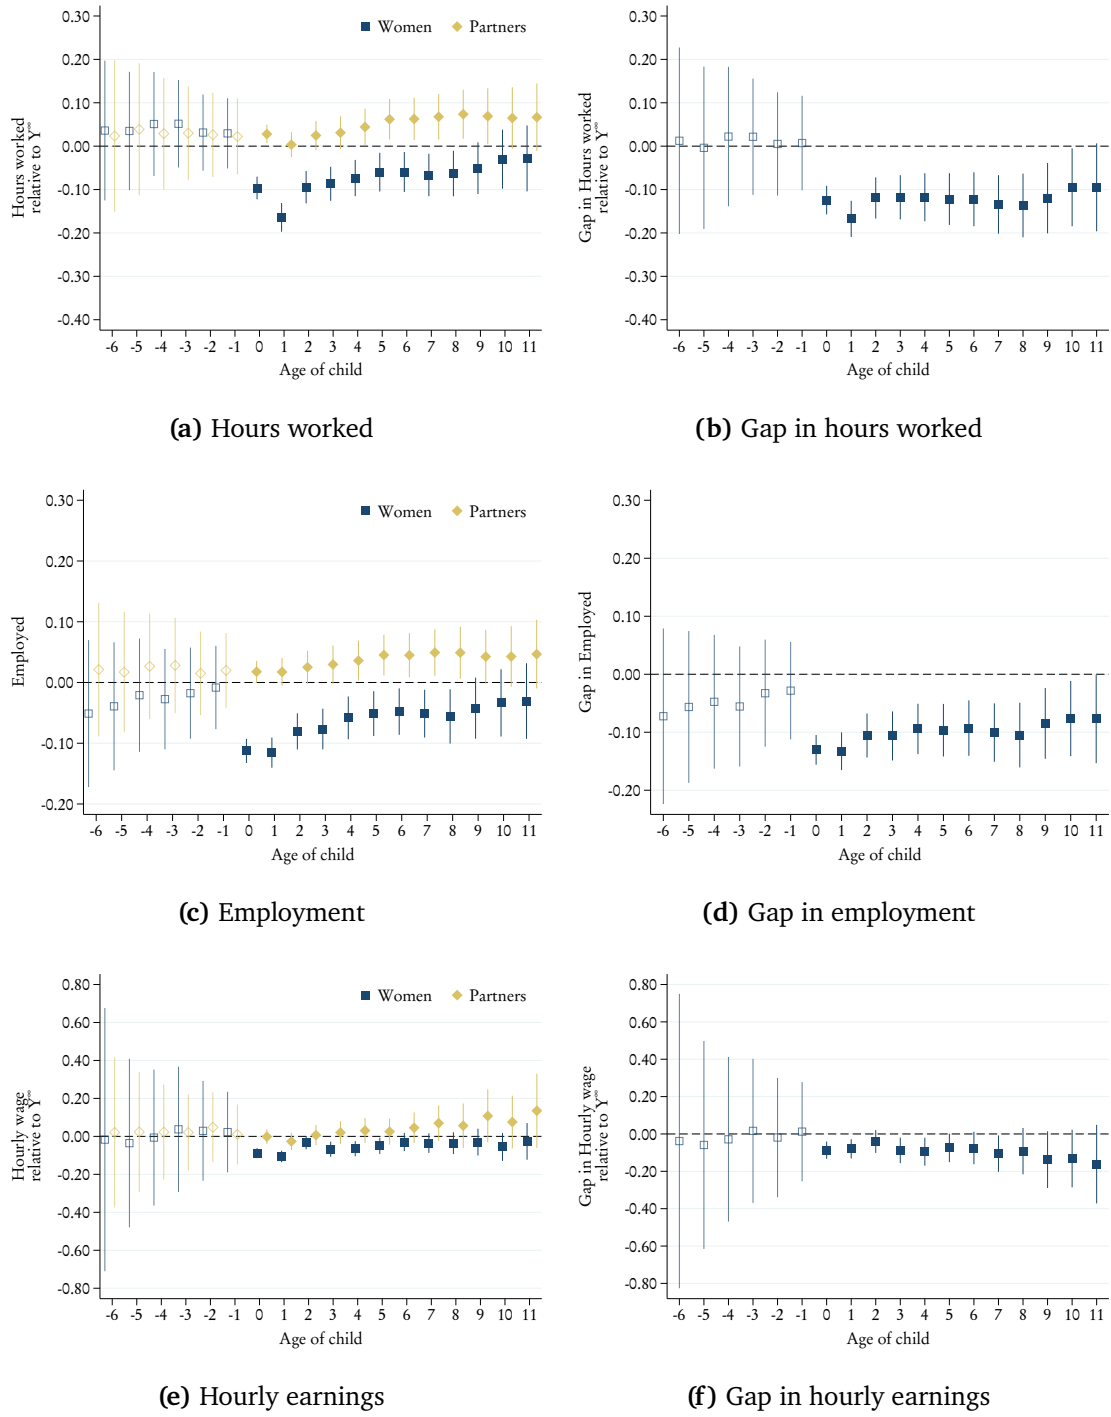 Women Partners
Hours worked
relative to Y∞
0.30
0.20
0.10
0.00
-0.10
-0.20
-0.30
-0.40
-6 -5 -4 -3 -2 -1 0 1 2 3 4 5 6 7 8 9 10 11
Age of child
(a) Hours worked
Gap in Hours worked
relative to Y∞
0.30
0.20
0.10
0.00
-0.10
-0.20
-0.30
-0.40
-6 -5 -4 -3 -2 -1 0 1 2 3 4 5 6 7 8 9 10 11
Age of child
(b) Gap in hours worked
Women Partners
Employed
0.30
0.20
0.10
0.00
-0.10
-0.20
-6 -5 -4 -3 -2 -1 0 1 2 3 4 5 6 7 8 9 10 11
Age of child
(c) Employment
Gap in Employed
0.30
0.20
0.10
0.00
-0.10
-0.20
-6 -5 -4 -3 -2 -1 0 1 2 3 4 5 6 7 8 9 10 11
Age of child
(d) Gap in employment
Women Partners
Hourly wage
relative to Y∞
0.80
0.60
0.40
0.20
0.00
-0.20
-0.40
-0.60
-0.80
-6 -5 -4 -3 -2 -1 0 1 2 3 4 5 6 7 8 9 10 11
Age of child
(e) Hourly earnings
Gap in Hourly wage
relative to Y∞
0.80
0.60
0.40
0.20
0.00
-0.20
-0.40
-0.60
-0.80
-6 -5 -4 -3 -2 -1 0 1 2 3 4 5 6 7 8 9 10 11
Age of child
(f) Gap in hourly earnings